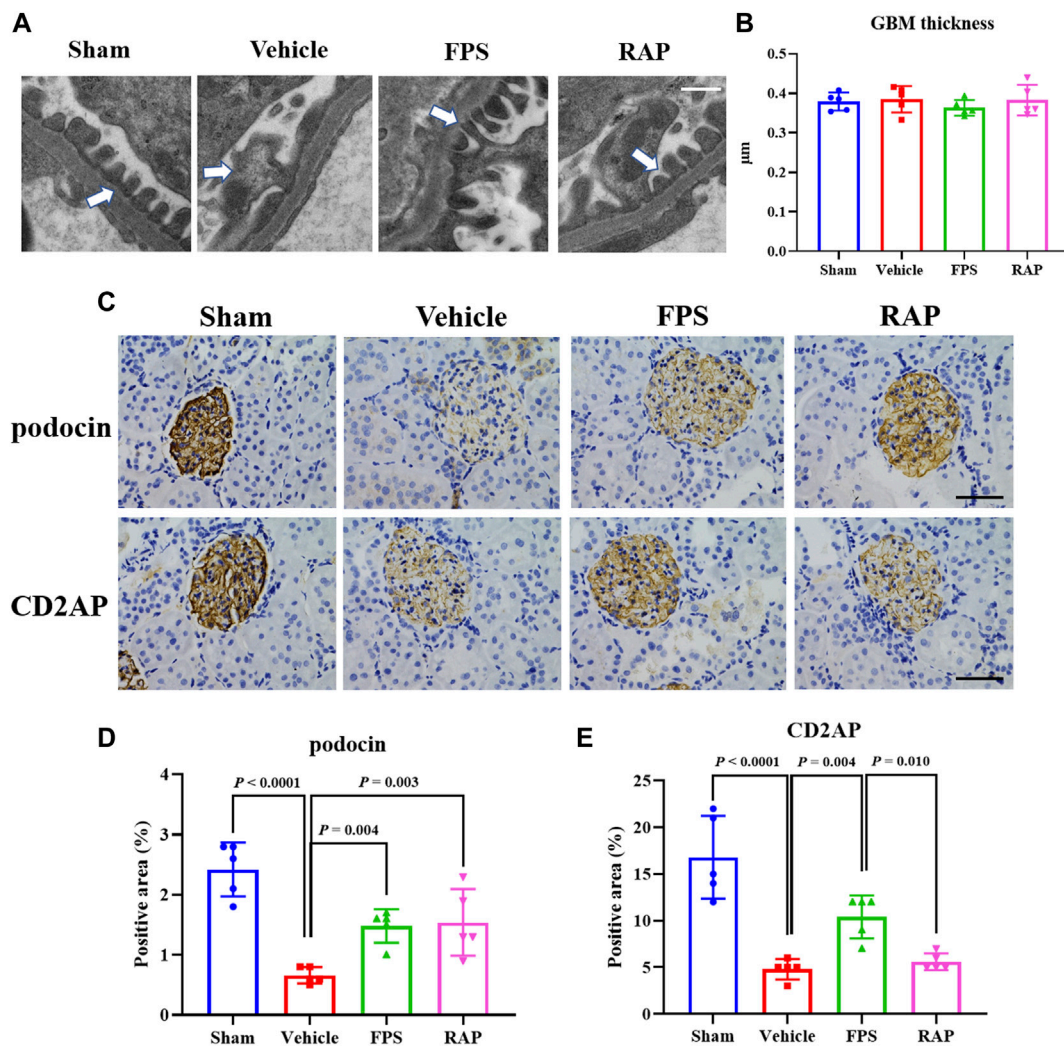 A
Sham Vehicle FPS RAP
B
GBM thickness
0.5
0.4
0.3
0.2
0.1
0.0
µm
Sham Vehicle FPS RAP
C
Sham Vehicle FPS RAP
podocin
CD2AP
D
podocin
P < 0.0001
P = 0.003
P = 0.004
4
3
2
1
0
Positive area (%)
Sham Vehicle FPS RAP
E
CD2AP
P < 0.0001 P = 0.004 P = 0.010
25
20
15
10
5
0
Positive area (%)
Sham Vehicle FPS RAP